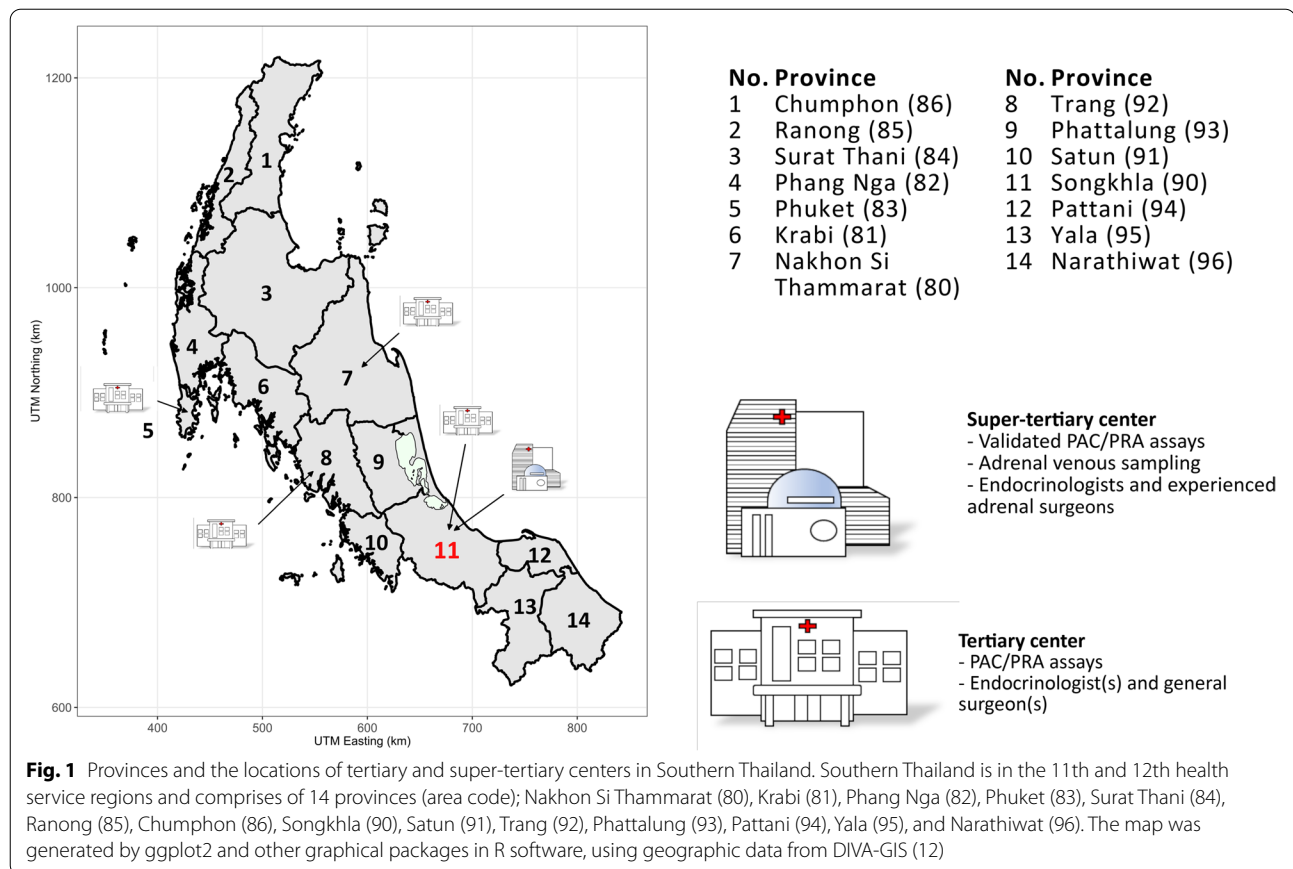 1200
1000
800
600
UTM Northing (km)
400
500
600
700
800
UTM Easting (km)
1
2
3
4
5
6
7
8
9
10
11
12
13
14
No. Province
1 Chumphon (86)
2 Ranong (85)
3 Surat Thani (84)
4 Phang Nga (82)
5 Phuket (83)
6 Krabi (81)
7 Nakhon Si
Thammarat (80)
No. Province
8 Trang (92)
9 Phattalung (93)
10 Satun (91)
11 Songkhla (90)
12 Pattani (94)
13 Yala (95)
14 Narathiwat (96)
Super-tertiary center
- Validated PAC/PRA assays
- Adrenal venous sampling
- Endocrinologists and experienced
adrenal surgeons
Tertiary center
- PAC/PRA assays
- Endocrinologist(s) and general
surgeon(s)
Fig. 1 Provinces and the locations of tertiary and super-tertiary centers in Southern Thailand. Southern Thailand is in the 11th and 12th health
service regions and comprises of 14 provinces (area code); Nakhon Si Thammarat (80), Krabi (81), Phang Nga (82), Phuket (83), Surat Thani (84),
Ranong (85), Chumphon (86), Songkhla (90), Satun (91), Trang (92), Phattalung (93), Pattani (94), Yala (95), and Narathiwat (96). The map was
generated by ggplot2 and other graphical packages in R software, using geographic data from DIVA-GIS (12)